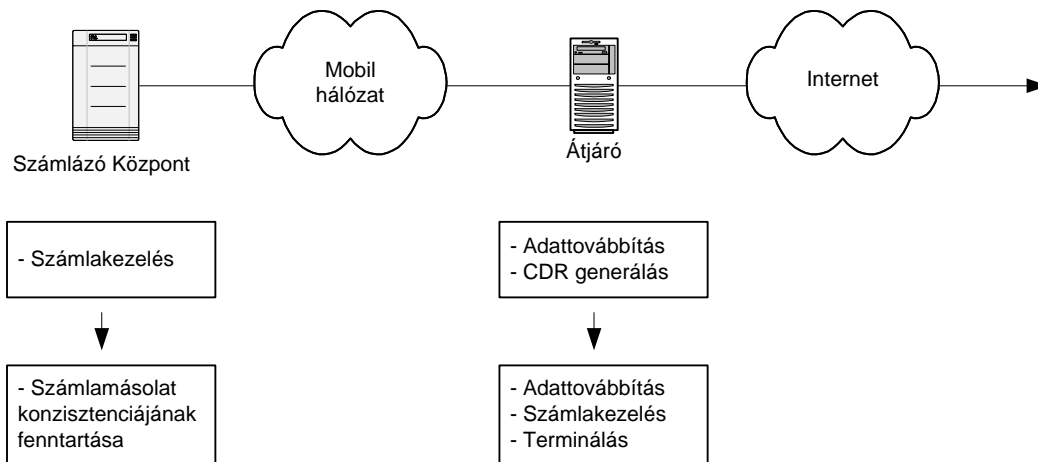 Mobil
hálózat
Internet
Számlázó Központ
Átjáró
- Számlakezelés
- Adattovábbítás
- CDR generálás
- Számlamásolat
konzisztenciájának
fenntartása
- Adattovábbítás
- Számlakezelés
- Terminálás